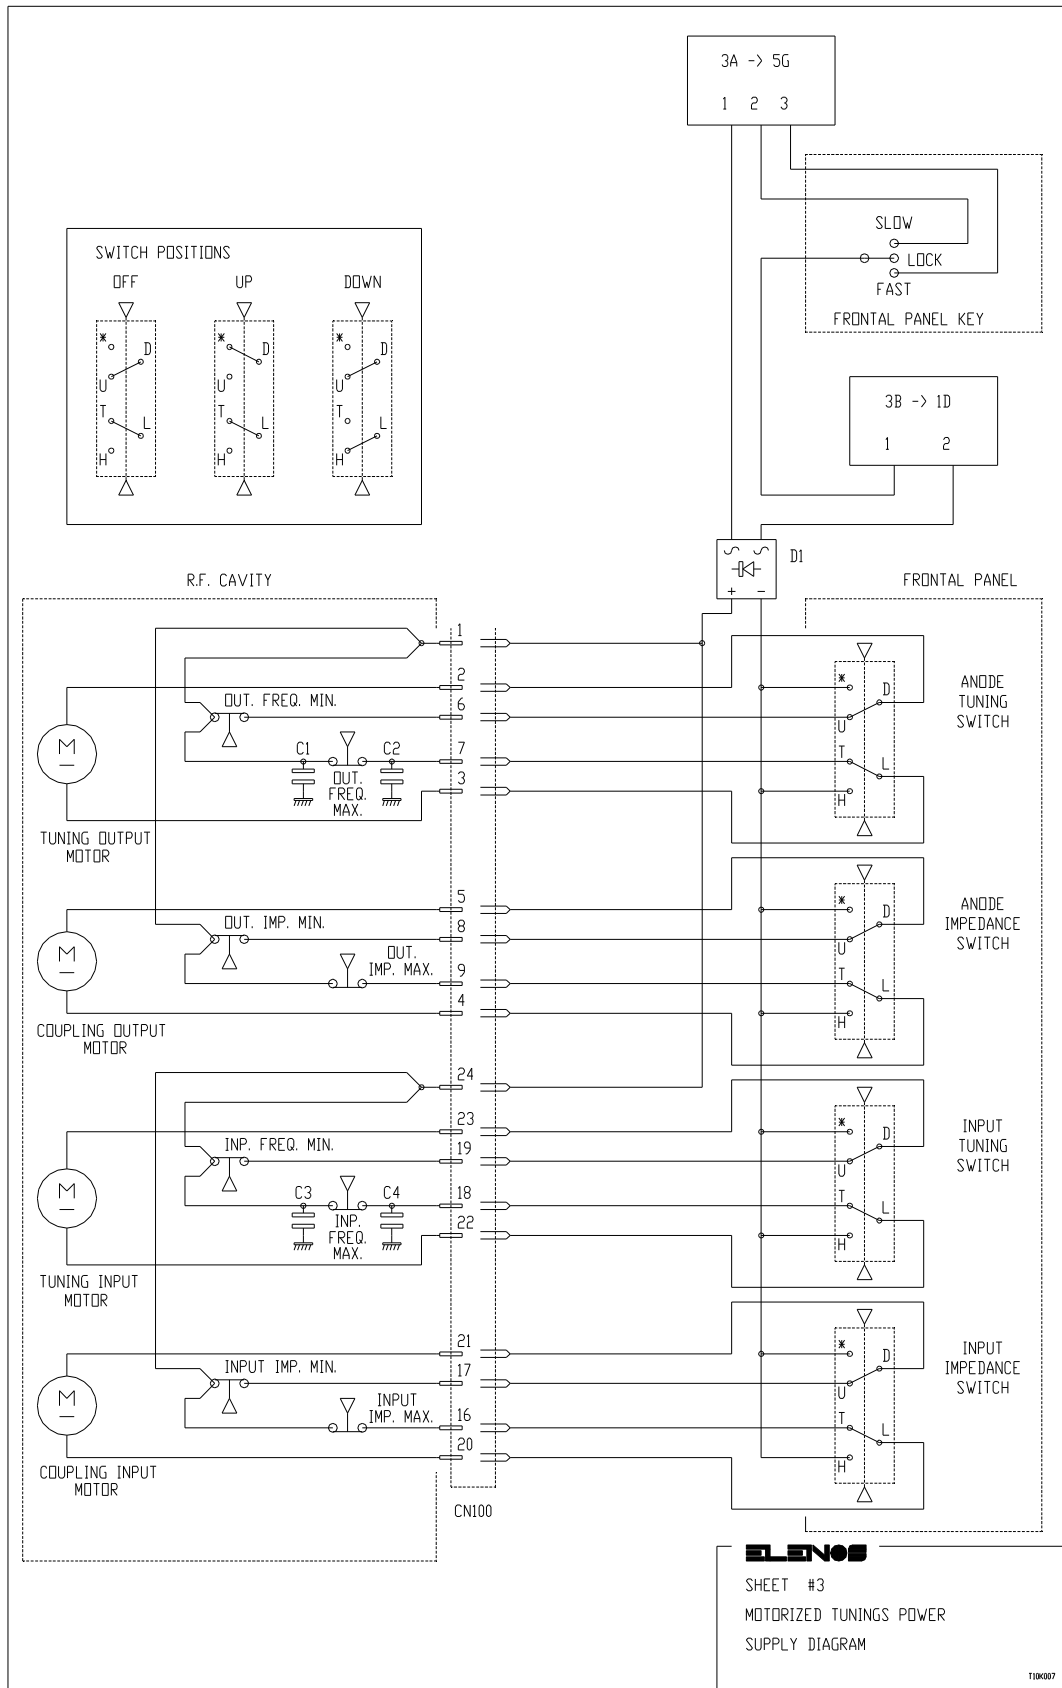 3A -> 5G
1 2 3
SLOW
LOCK
FAST
FRONTAL PANEL KEY
SWITCH POSITIONS
OFF UP DOWN
* D * D * D
U U U
T L T L T L
H H H
3B -> 1D
1 2
D1
+ -
R.F. CAVITY
FRONTAL PANEL
1
2
OUT. FREQ. MIN.
6
M
C1 C2
7
OUT.
FREQ.
MAX.
3
TUNING OUTPUT
MOTOR
* D
U
T L
H
ANODE
TUNING
SWITCH
5
OUT. IMP. MIN.
8
M
OUT.
IMP. MAX.
9
4
COUPLING OUTPUT
MOTOR
* D
U
T L
H
ANODE
IMPEDANCE
SWITCH
24
23
INP. FREQ. MIN.
19
M
C3 C4
18
INP.
FREQ.
MAX.
22
TUNING INPUT
MOTOR
* D
U
T L
H
INPUT
TUNING
SWITCH
21
INPUT IMP. MIN.
17
M
INPUT
IMP. MAX.
16
20
COUPLING INPUT
MOTOR
* D
U
T L
H
INPUT
IMPEDANCE
SWITCH
CN100
ELENOS
SHEET #3
MOTORIZED TUNINGS POWER
SUPPLY DIAGRAM
T10K007